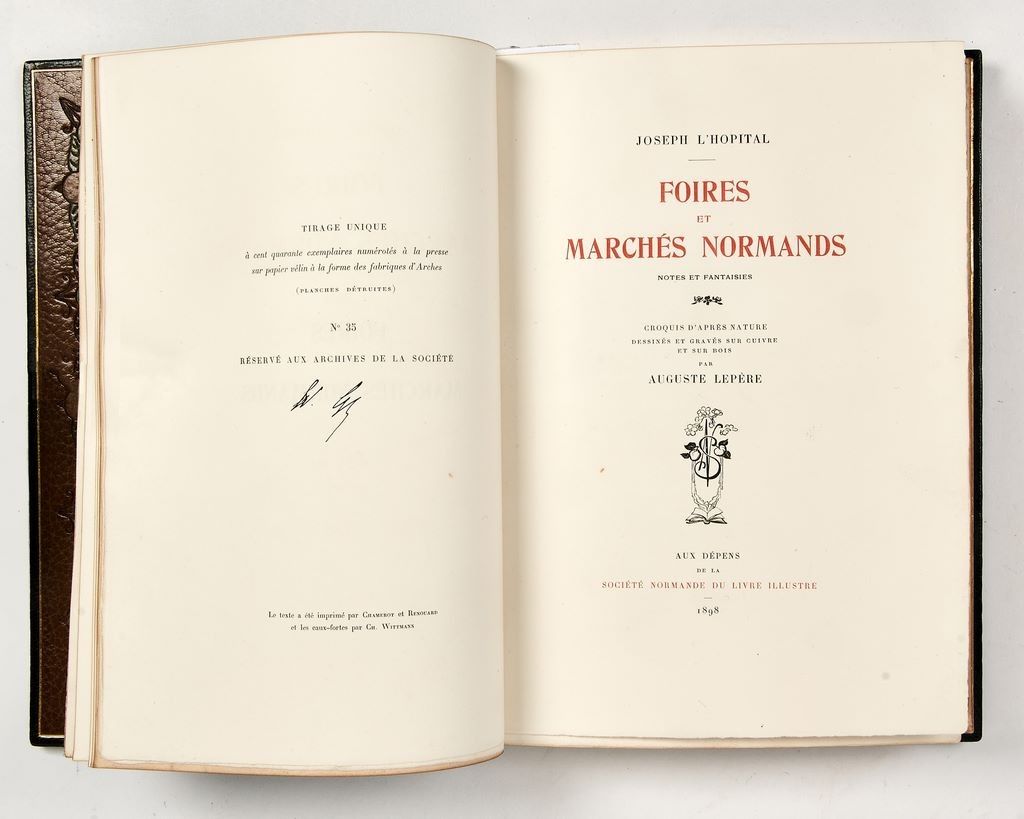 TIRAGE UNIQUE
à cent quarante exemplaires numérotés à la presse
sur papier vélin à la forme des fabriques d'Arches
(PLANCHES DÉTRUITES)
Nº 35
RÉSERVÉ AUX ARCHIVES DE LA SOCIÉTÉ
Le texte a été imprimé par CHAMEROT et RENOUARD
et les eaux-fortes par CH. WITTMANN
JOSEPH L'HOPITAL
FOIRES
ET
MARCHÉS NORMANDS
NOTES ET FANTAISIES
CROQUIS D'APRÈS NATURE
DESSINÉS ET GRAVÉS SUR CUIVRE
ET SUR BOIS
PAR
AUGUSTE LEPÈRE
AUX DÉPENS
DE LA
SOCIÉTÉ NORMANDE DU LIVRE ILLUSTRE
1898